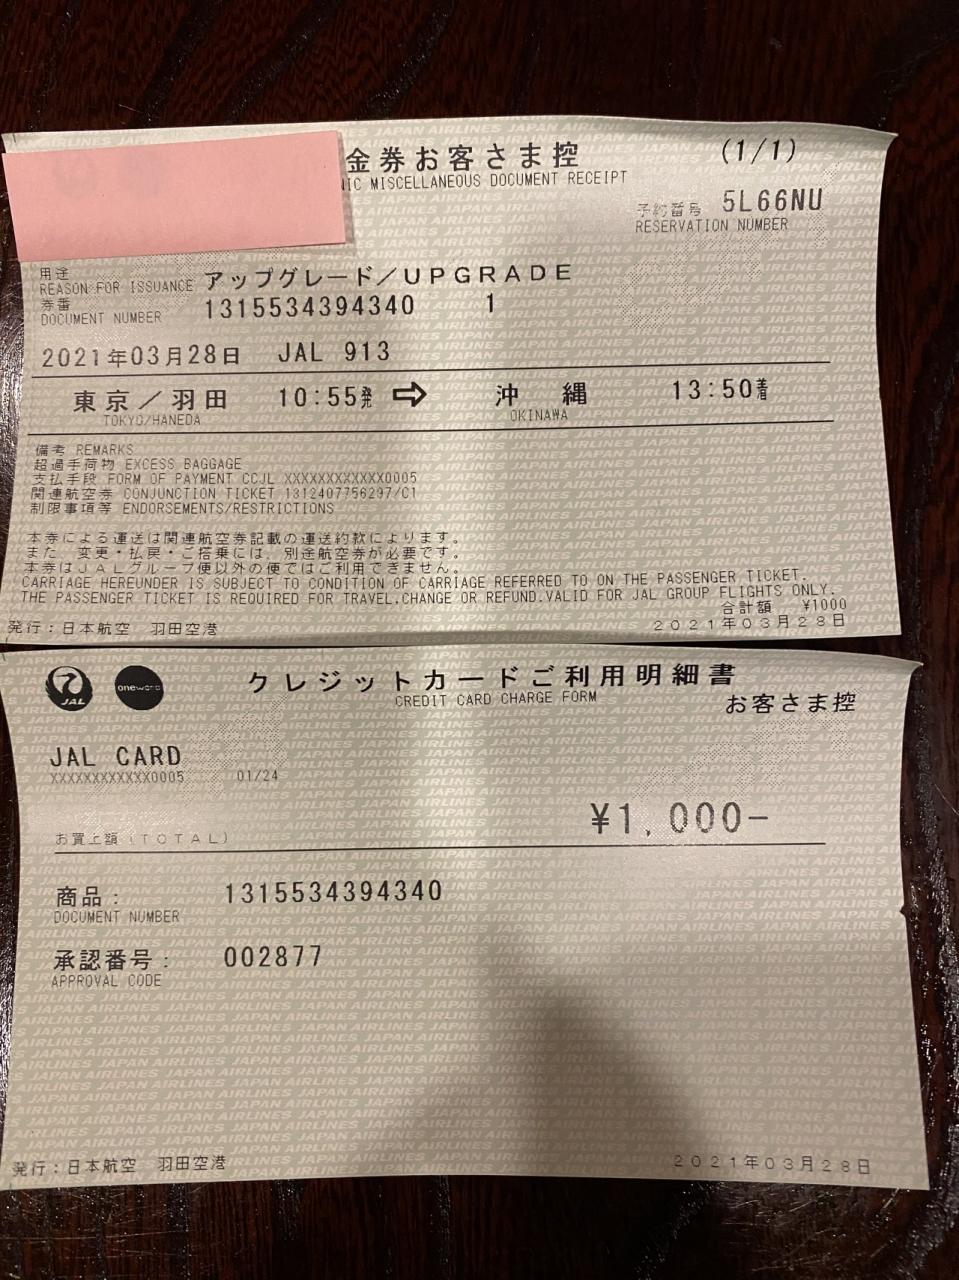 金券お客さま控 (1/1)
NIC MISCELLANEOUS DOCUMENT RECEIPT
予約番号 5L66NU
RESERVATION NUMBER
用途
REASON FOR ISSUANCE アップグレード/UPGRADE
券番
DOCUMENT NUMBER 1315534394340 1
2021年03月28日 JAL 913
東京/羽田 10:55発 ⇨ 沖縄 13:50着
TOKYO/HANEDA OKINAWA
備考 REMARKS
超過手荷物 EXCESS BAGGAGE
支払手段 FORM OF PAYMENT CCJL XXXXXXXXXXXX0005
関連航空券 CONJUNCTION TICKET 1312407756297/C1
制限事項等 ENDORSEMENTS/RESTRICTIONS
本券による運送は関連航空券記載の運送約款によります。
また、変更・払戻・ご搭乗には、別途航空券が必要です。
本券はJALグループ便以外の便ではご利用できません。
CARRIAGE HEREUNDER IS SUBJECT TO CONDITION OF CARRIAGE REFERRED TO ON THE PASSENGER TICKET.
THE PASSENGER TICKET IS REQUIRED FOR TRAVEL.CHANGE OR REFUND.VALID FOR JAL GROUP FLIGHTS ONLY.
合計額 ¥1000
発行:日本航空 羽田空港 2021年03月28日
JAL oneworld クレジットカードご利用明細書
CREDIT CARD CHARGE FORM お客さま控
JAL CARD
XXXXXXXXXXXX0005 01/24
¥1,000-
お買上額(TOTAL)
商品: 1315534394340
DOCUMENT NUMBER
承認番号: 002877
APPROVAL CODE
発行:日本航空 羽田空港 2021年03月28日